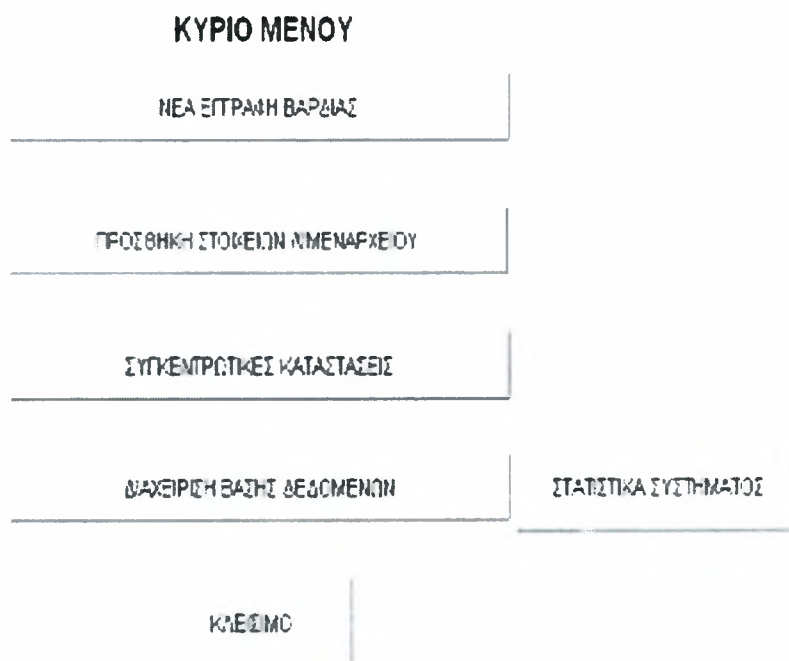 ΚΥΡΙΟ ΜΕΝΟΥ
ΝΕΑ ΕΓΓΡΑΦΗ ΒΑΡΔΙΑΣ
ΠΡΟΣΘΗΚΗ ΣΤΟΙΧΕΙΩΝ ΛΙΜΕΝΑΡΧΕΙΟΥ
ΣΥΓΚΕΝΤΡΩΤΙΚΕΣ ΚΑΤΑΣΤΑΣΕΙΣ
ΔΙΑΧΕΙΡΙΣΗ ΒΑΣΗΣ ΔΕΔΟΜΕΝΩΝ
ΣΤΑΤΙΣΤΙΚΑ ΣΥΣΤΗΜΑΤΟΣ
ΚΛΕΙΣΙΜΟ